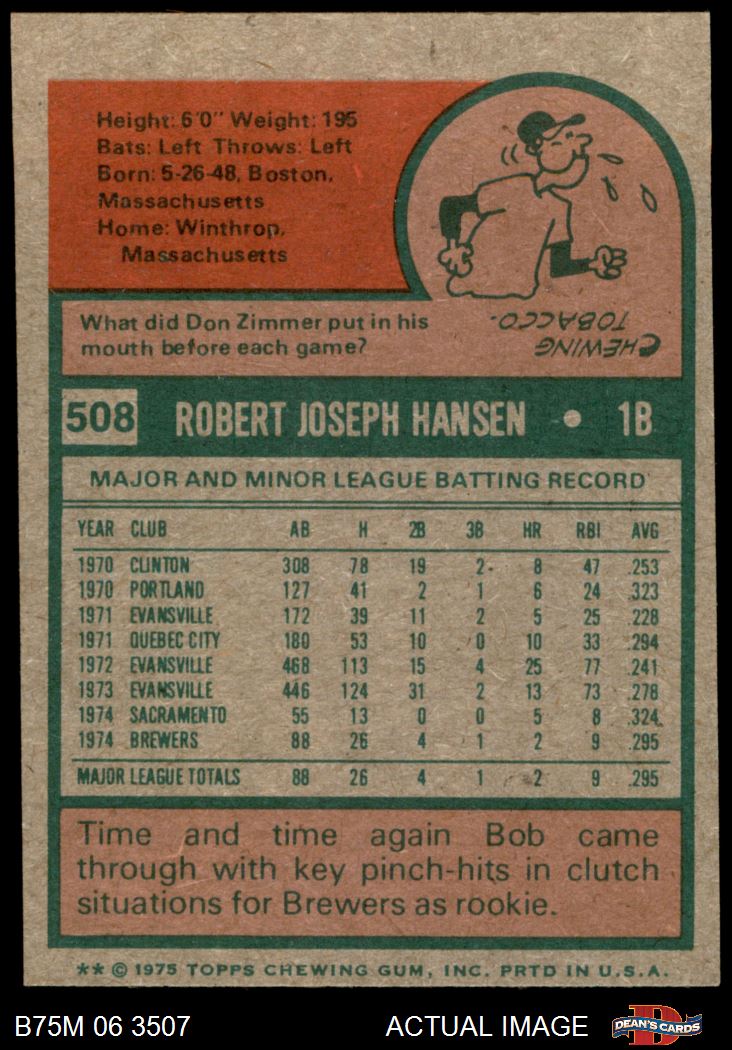 Height: 6'0" Weight: 195
Bats: Left Throws: Left
Born: 5-26-48, Boston,
Massachusetts
Home: Winthrop,
Massachusetts
What did Don Zimmer put in his
mouth before each game?
CHEWING
TOBACCO.
508 ROBERT JOSEPH HANSEN • 1B
MAJOR AND MINOR LEAGUE BATTING RECORD
YEAR CLUB AB H 2B 3B HR RBI AVG
1970 CLINTON 308 78 19 2 8 47 .253
1970 PORTLAND 127 41 2 1 6 24 .323
1971 EVANSVILLE 172 39 11 2 5 25 .228
1971 QUEBEC CITY 180 53 10 0 10 33 .294
1972 EVANSVILLE 468 113 15 4 25 77 .241
1973 EVANSVILLE 446 124 31 2 13 73 .278
1974 SACRAMENTO 55 13 0 0 5 8 .324
1974 BREWERS 88 26 4 1 2 9 .295
MAJOR LEAGUE TOTALS 88 26 4 1 2 9 .295
Time and time again Bob came
through with key pinch-hits in clutch
situations for Brewers as rookie.
** © 1975 TOPPS CHEWING GUM, INC. PRTD IN U.S.A.
B75M 06 3507 ACTUAL IMAGE DEAN'S CARDS